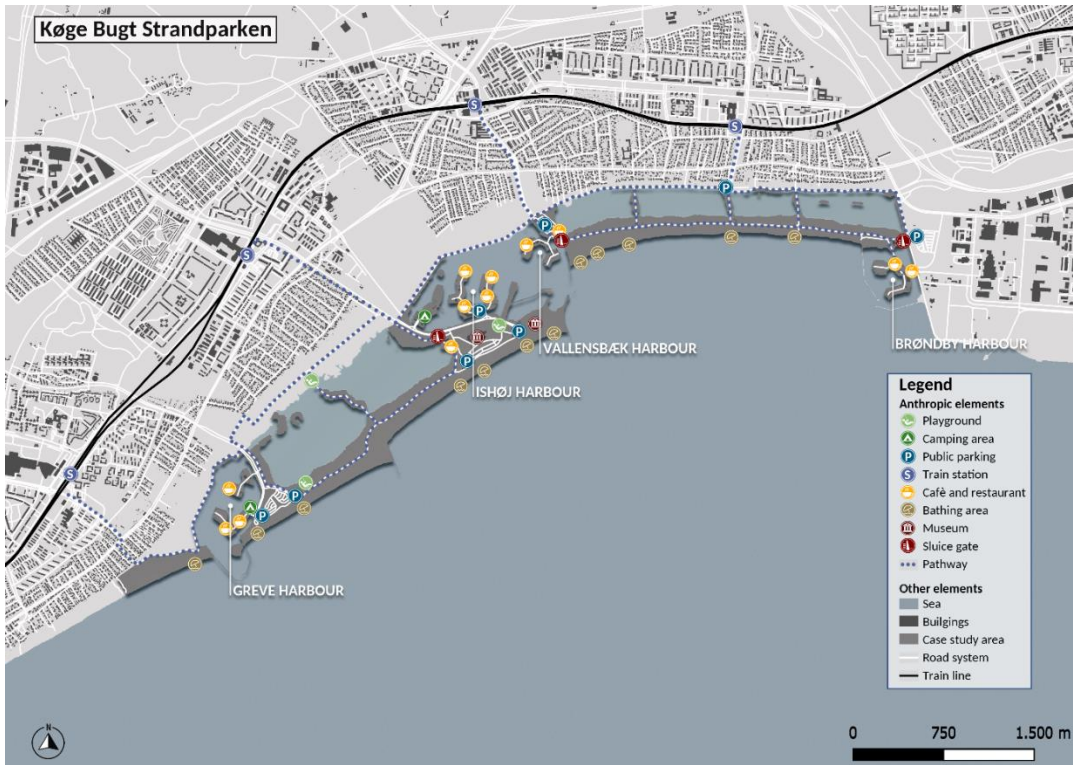 Køge Bugt Strandparken
S
S
P
P
P
VALLENSBÆK HARBOUR
BRØNDBY HARBOUR
S
P
P
P
ISHØJ HARBOUR
S
P
P
GREVE HARBOUR
Legend
Anthropic elements
Playground
Camping area
P Public parking
S Train station
Cafè and restaurant
Bathing area
Museum
Sluice gate
Pathway
Other elements
Sea
Builgings
Case study area
Road system
Train line
N
0 750 1.500 m